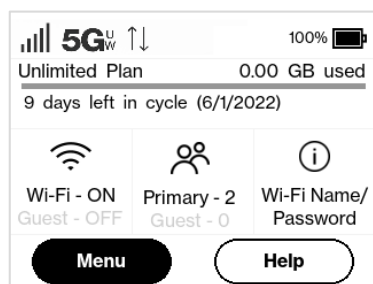 5G UW 100%
Unlimited Plan 0.00 GB used
9 days left in cycle (6/1/2022)
Wi-Fi - ON
Guest - OFF
Primary - 2
Guest - 0
Wi-Fi Name/
Password
Menu
Help